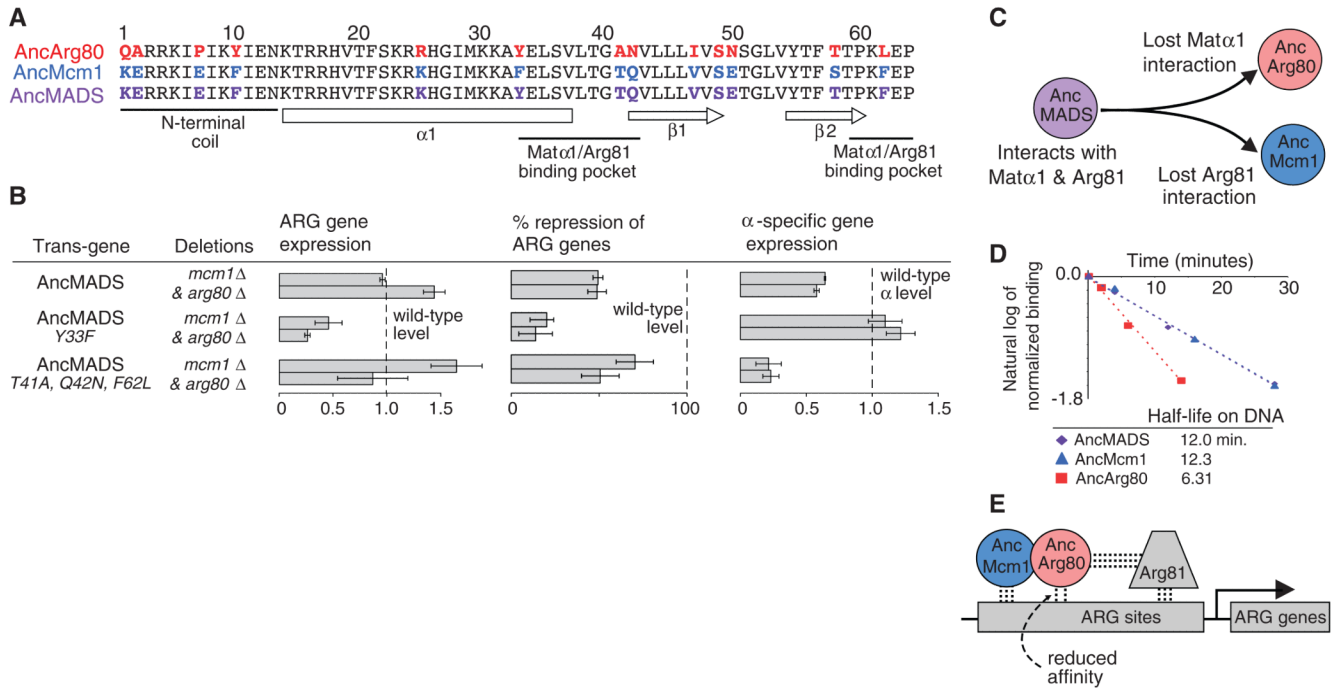 A
1 10 20 30 40 50 60
AncArg80 QARRKIPIKYIENKTRRHVTFSKRRHGIMKKAYELSVLTGANVLLLIVSNSGLVYTFTTPKLEP
AncMcm1 KERRKIEIKFIENKTRRHVTFSKRKHGIMKKAFELSVLTGTQVLLLVVSETGLVYTFSTPKFEP
AncMADS KERRKIEIKFIENKTRRHVTFSKRKHGIMKKAYELSVLTGTQVLLLVVSETGLVYTFTTPKFEP
N-terminal
coil
α1
β1
β2
Matα1/Arg81
binding pocket
Matα1/Arg81
binding pocket
B
Trans-gene
Deletions
ARG gene
expression
% repression of
ARG genes
α-specific gene
expression
AncMADS
mcm1 Δ
& arg80 Δ
AncMADS
Y33F
mcm1 Δ
& arg80 Δ
AncMADS
T41A, Q42N, F62L
mcm1 Δ
& arg80 Δ
wild-type
level
wild-type
level
wild-type
α level
0 0.5 1.0 1.5
0 100
0 0.5 1.0 1.5
C
Lost Matα1
interaction
Anc
Arg80
Anc
MADS
Anc
Mcm1
Interacts with
Matα1 & Arg81
Lost Arg81
interaction
D
Time (minutes)
0.0 10 20 30
Natural log of
normalized binding
-1.8
Half-life on DNA
AncMADS 12.0 min.
AncMcm1 12.3
AncArg80 6.31
E
Anc
Mcm1
Anc
Arg80
Arg81
ARG sites
ARG genes
reduced
affinity